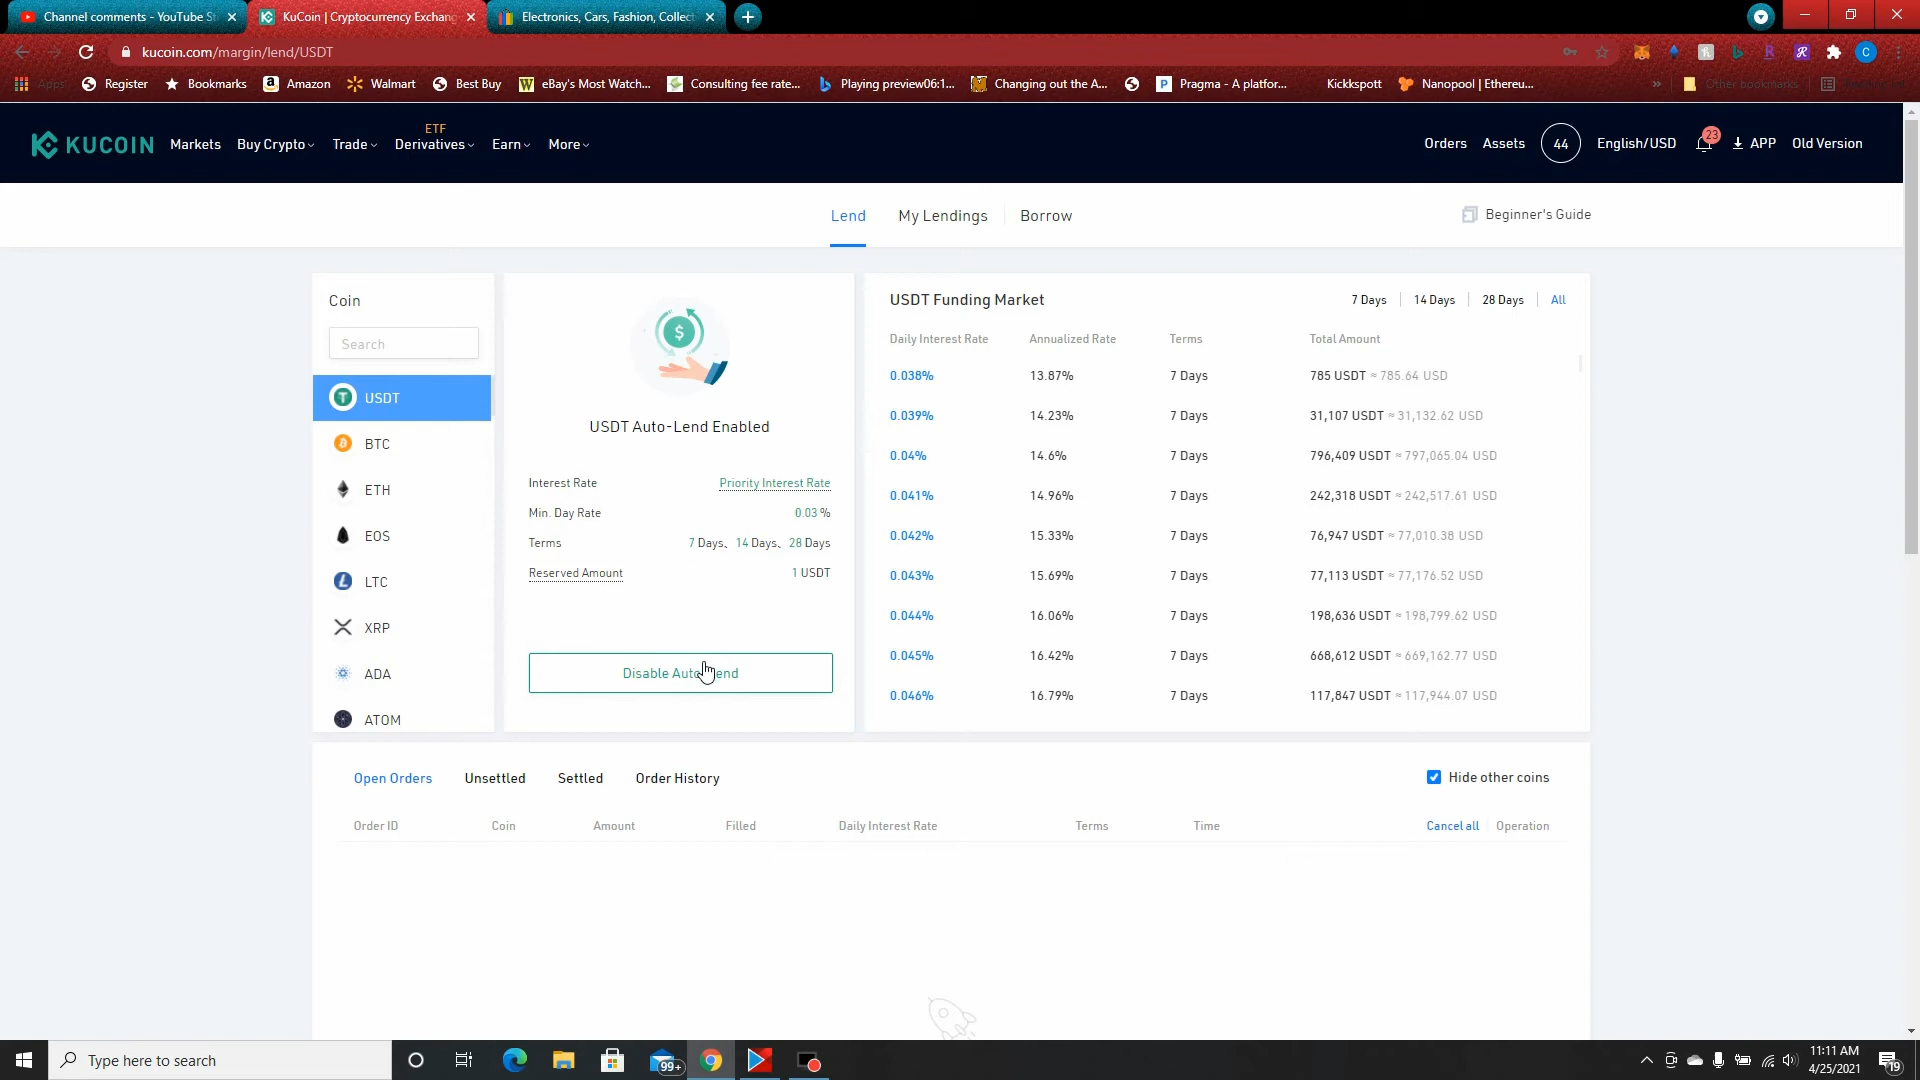 Channel comments - YouTube St
KuCoin | Cryptocurrency Exchang
Electronics, Cars, Fashion, Collect
kucoin.com/margin/lend/USDT
Apps
Register
Bookmarks
Amazon
Walmart
Best Buy
eBay's Most Watch...
Consulting fee rate...
Playing preview06:1...
Changing out the A...
Pragma - A platfor...
Kickkspott
Nanopool | Ethereu...
Other bookmarks
KUCOIN
Markets
Buy Crypto
Trade
ETF
Derivatives
Earn
More
Orders
Assets
44
English/USD
23
APP
Old Version
Lend
My Lendings
Borrow
Beginner's Guide
Coin
Search
USDT
BTC
ETH
EOS
LTC
XRP
ADA
ATOM
USDT Auto-Lend Enabled
Interest Rate Priority Interest Rate
Min. Day Rate 0.03 %
Terms 7 Days、14 Days、28 Days
Reserved Amount 1 USDT
Disable Auto-Lend
USDT Funding Market
7 Days
14 Days
28 Days
All
Daily Interest Rate Annualized Rate Terms Total Amount
0.038% 13.87% 7 Days 785 USDT ≈ 785.64 USD
0.039% 14.23% 7 Days 31,107 USDT ≈ 31,132.62 USD
0.04% 14.6% 7 Days 796,409 USDT ≈ 797,065.04 USD
0.041% 14.96% 7 Days 242,318 USDT ≈ 242,517.61 USD
0.042% 15.33% 7 Days 76,947 USDT ≈ 77,010.38 USD
0.043% 15.69% 7 Days 77,113 USDT ≈ 77,176.52 USD
0.044% 16.06% 7 Days 198,636 USDT ≈ 198,799.62 USD
0.045% 16.42% 7 Days 668,612 USDT ≈ 669,162.77 USD
0.046% 16.79% 7 Days 117,847 USDT ≈ 117,944.07 USD
Open Orders
Unsettled
Settled
Order History
Hide other coins
Order ID Coin Amount Filled Daily Interest Rate Terms Time Cancel all Operation
Type here to search
99+
11:11 AM
4/25/2021
19